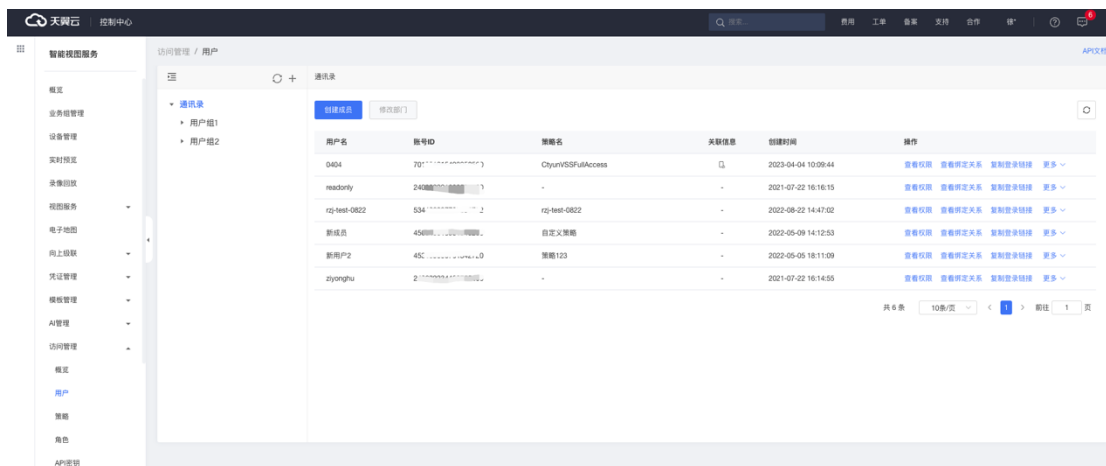 天翼云 控制中心 搜索... 费用 工单 备案 支持 合作 6
智能视图服务
访问管理 / 用户 API文档
概览
业务组管理
设备管理
实时预览
录像回放
视图服务
电子地图
向上级联
凭证管理
模板管理
AI管理
访问管理
概览
用户
策略
角色
API密钥
通讯录
用户组1
用户组2
通讯录
创建成员 修改部门
用户名 账号ID 策略名 关联信息 创建时间 操作
0404 CtyunVSSFullAccess 2023-04-04 10:09:44 查看权限 查看绑定关系 复制登录链接 更多
readonly - - 2021-07-22 16:16:15 查看权限 查看绑定关系 复制登录链接 更多
rzj-test-0822 rzj-test-0822 - 2022-08-22 14:47:02 查看权限 查看绑定关系 复制登录链接 更多
新成员 自定义策略 - 2022-05-09 14:12:53 查看权限 查看绑定关系 复制登录链接 更多
新用户2 策略123 - 2022-05-05 18:11:09 查看权限 查看绑定关系 复制登录链接 更多
ziyonghu - - 2021-07-22 16:14:55 查看权限 查看绑定关系 复制登录链接 更多
共 6 条 10条/页 1 前往 1 页